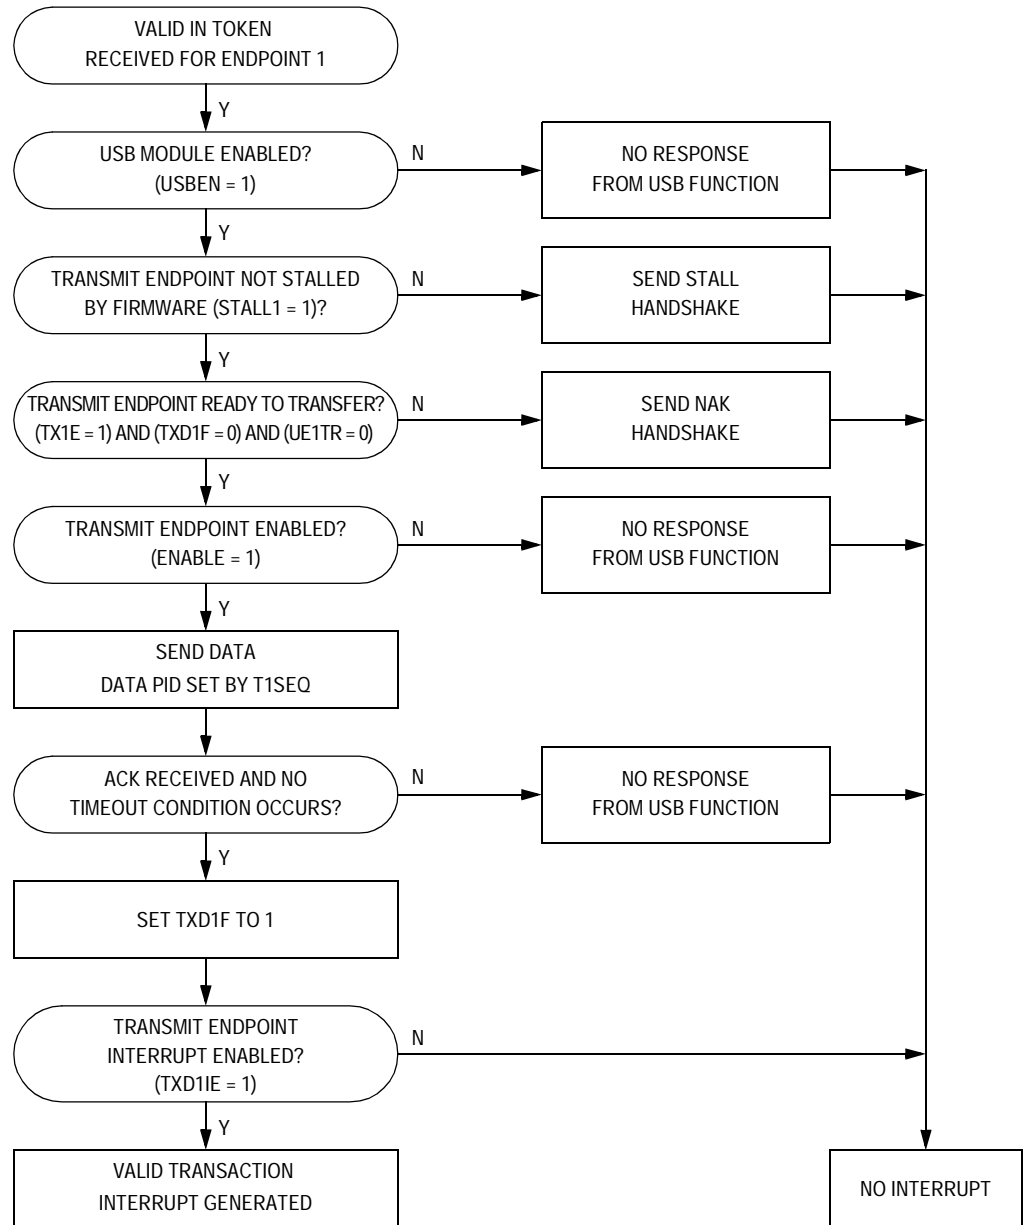 VALID IN TOKEN
RECEIVED FOR ENDPOINT 1
Y
USB MODULE ENABLED?
(USBEN = 1)
N
NO RESPONSE
FROM USB FUNCTION
Y
TRANSMIT ENDPOINT NOT STALLED
BY FIRMWARE (STALL1 = 1)?
N
SEND STALL
HANDSHAKE
Y
TRANSMIT ENDPOINT READY TO TRANSFER?
(TX1E = 1) AND (TXD1F = 0) AND (UE1TR = 0)
N
SEND NAK
HANDSHAKE
Y
TRANSMIT ENDPOINT ENABLED?
(ENABLE = 1)
N
NO RESPONSE
FROM USB FUNCTION
Y
SEND DATA
DATA PID SET BY T1SEQ
ACK RECEIVED AND NO
TIMEOUT CONDITION OCCURS?
N
NO RESPONSE
FROM USB FUNCTION
Y
SET TXD1F TO 1
TRANSMIT ENDPOINT
INTERRUPT ENABLED?
(TXD1IE = 1)
N
Y
VALID TRANSACTION
INTERRUPT GENERATED
NO INTERRUPT